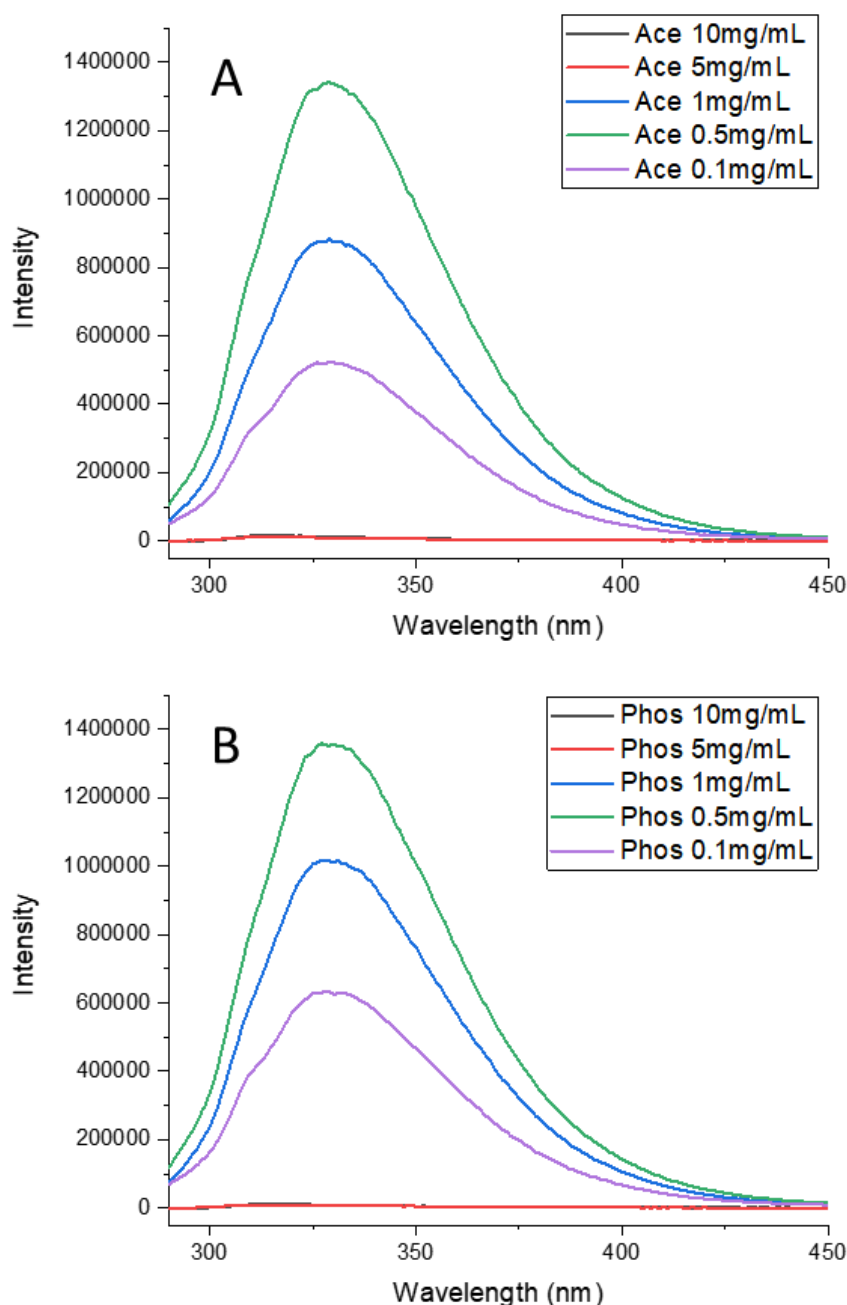 A
Ace 10mg/mL
Ace 5mg/mL
Ace 1mg/mL
Ace 0.5mg/mL
Ace 0.1mg/mL
1400000
1200000
1000000
800000
600000
400000
200000
0
Intensity
300
350
400
450
Wavelength (nm)
B
Phos 10mg/mL
Phos 5mg/mL
Phos 1mg/mL
Phos 0.5mg/mL
Phos 0.1mg/mL
1400000
1200000
1000000
800000
600000
400000
200000
0
Intensity
300
350
400
450
Wavelength (nm)